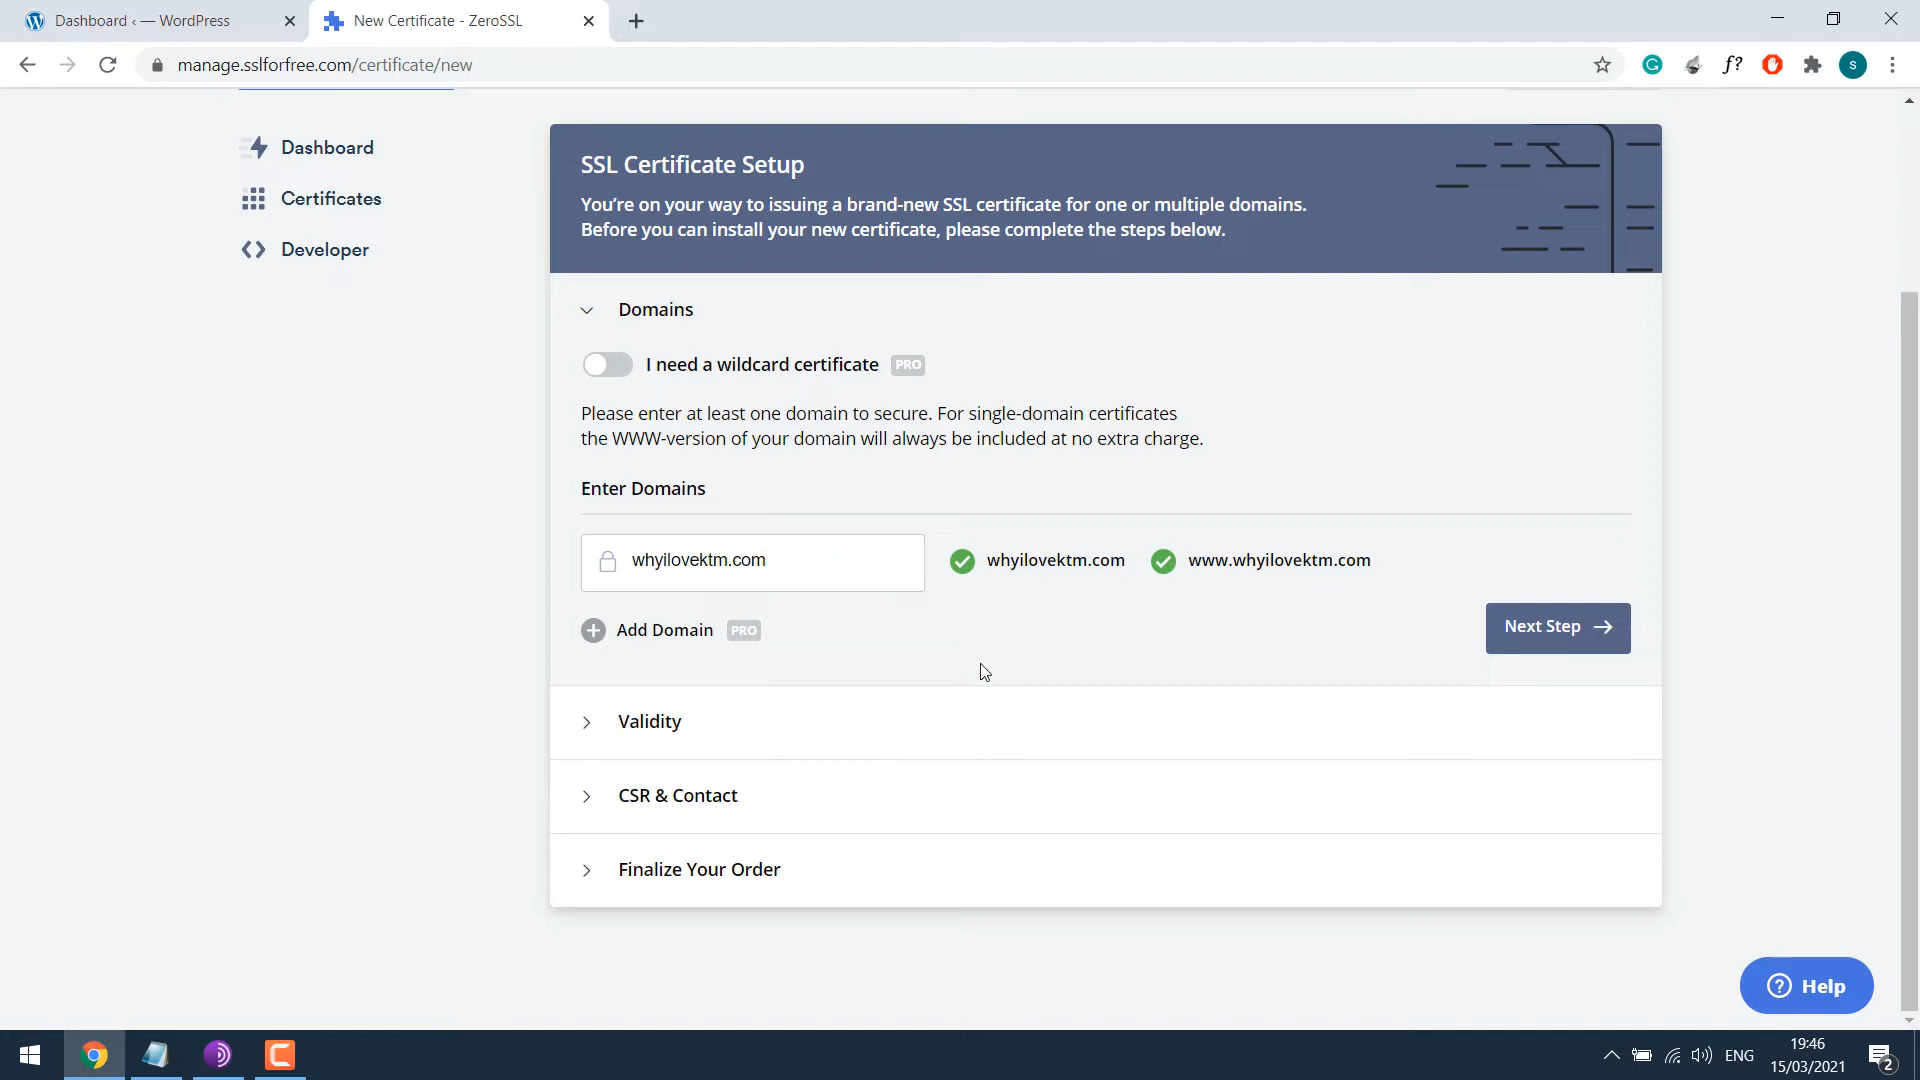 Dashboard ‹ — WordPress
New Certificate - ZeroSSL
manage.sslforfree.com/certificate/new
f?
s
Dashboard
Certificates
Developer
SSL Certificate Setup
You're on your way to issuing a brand-new SSL certificate for one or multiple domains.
Before you can install your new certificate, please complete the steps below.
Domains
I need a wildcard certificate PRO
Please enter at least one domain to secure. For single-domain certificates
the WWW-version of your domain will always be included at no extra charge.
Enter Domains
whyilovektm.com
whyilovektm.com
www.whyilovektm.com
Add Domain PRO
Next Step
Validity
CSR & Contact
Finalize Your Order
Help
ENG
19:46
15/03/2021
2